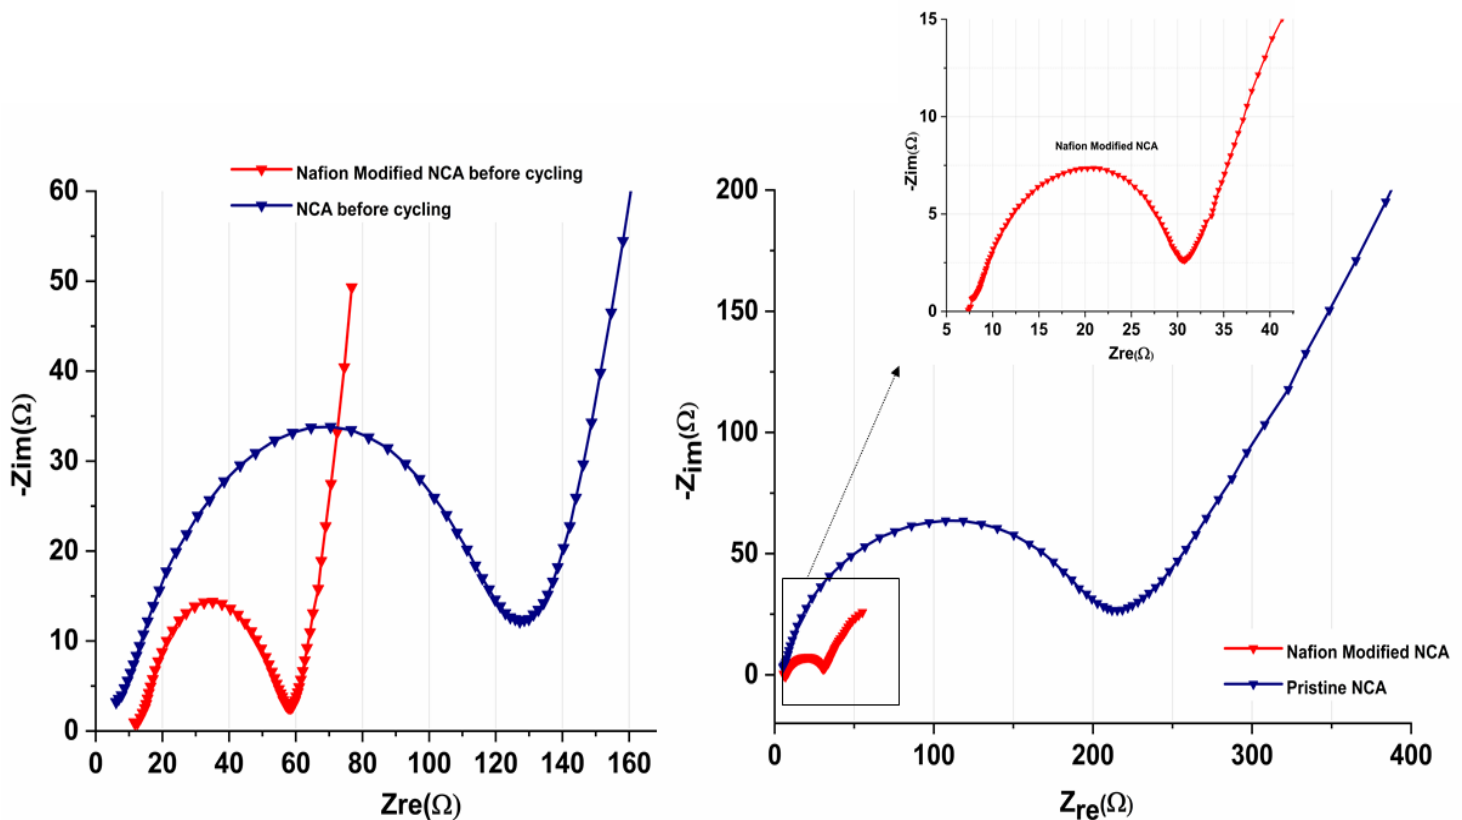 Nafion Modified NCA before cycling
NCA before cycling
60
50
40
30
20
10
0
-Zim(Ω)
0 20 40 60 80 100 120 140 160
Zre(Ω)
15
10
5
0
-Zim(Ω)
Nafion Modified NCA
5 10 15 20 25 30 35 40
Zre(Ω)
200
150
100
50
0
-Zim(Ω)
Nafion Modified NCA
Pristine NCA
0 100 200 300 400
Zre(Ω)